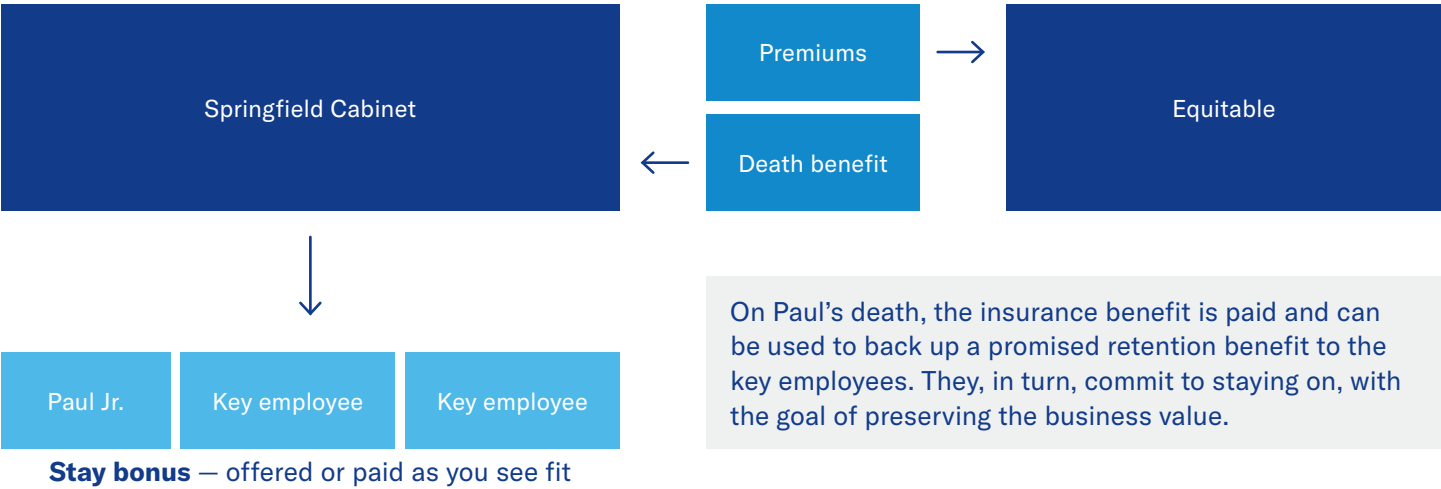 Springfield Cabinet
Premiums
Death benefit
Equitable
Paul Jr.
Key employee
Key employee
Stay bonus — offered or paid as you see fit
On Paul’s death, the insurance benefit is paid and can
be used to back up a promised retention benefit to the
key employees. They, in turn, commit to staying on, with
the goal of preserving the business value.